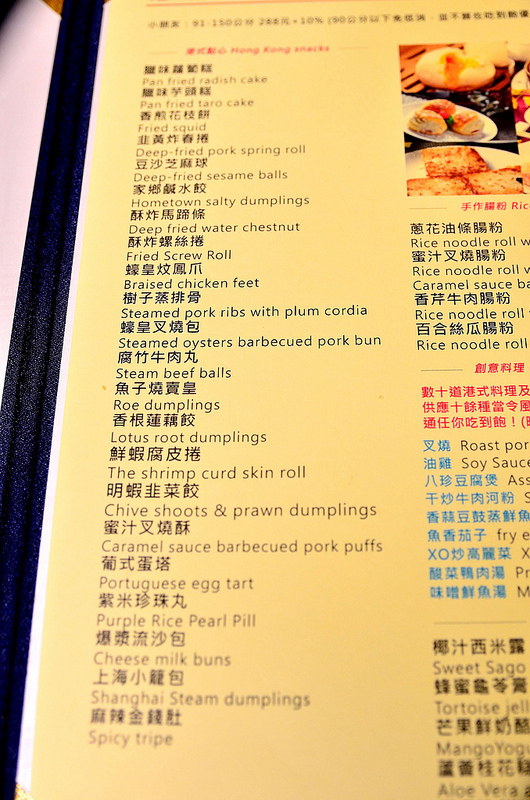 小朋友：91-150公分 288元+10% (90公分以下免低消，並不算在吃到飽優
港式點心 Hong Kong snacks
臘味蘿蔔糕
Pan fried radish cake
臘味芋頭糕
Pan fried taro cake
香煎花枝餅
Fried squid
韭黃炸春捲
Deep-fried pork spring roll
豆沙芝麻球
Deep-fried sesame balls
家鄉鹹水餃
Hometown salty dumplings
酥炸馬蹄條
Deep fried water chestnut
酥炸螺絲捲
Fried Screw Roll
蠔皇炆鳳爪
Braised chicken feet
樹子蒸排骨
Steamed pork ribs with plum cordia
蠔皇叉燒包
Steamed oysters barbecued pork bun
腐竹牛肉丸
Steam beef balls
魚子燒賣皇
Roe dumplings
香根蓮藕餃
Lotus root dumplings
鮮蝦腐皮捲
The shrimp curd skin roll
明蝦韭菜餃
Chive shoots & prawn dumplings
蜜汁叉燒酥
Caramel sauce barbecued pork puffs
葡式蛋塔
Portuguese egg tart
紫米珍珠丸
Purple Rice Pearl Pill
爆漿流沙包
Cheese milk buns
上海小籠包
Shanghai Steam dumplings
麻辣金錢肚
Spicy tripe
手作腸粉 Rice
蔥花油條腸粉
Rice noodle roll w
蜜汁叉燒腸粉
Rice noodle roll
Caramel sauce ba
香芹牛肉腸粉
Rice noodle roll
百合絲瓜腸粉
Rice noodle roll
創意料理
數十道港式料理及
供應十餘種當令風
通任你吃到飽！(
叉燒 Roast por
油雞 Soy Sauce
八珍豆腐煲 Ass
干炒牛肉河粉 S
香蒜豆鼓蒸鮮魚
魚香茄子 fry e
XO炒高麗菜 X
酸菜鴨肉湯 Pr
味噌鮮魚湯 M
椰汁西米露
Sweet Sago
蜂蜜龜苓膏
Tortoise jell
芒果鮮奶酪
MangoYogu
蘆薈桂花糕
Aloe Vera